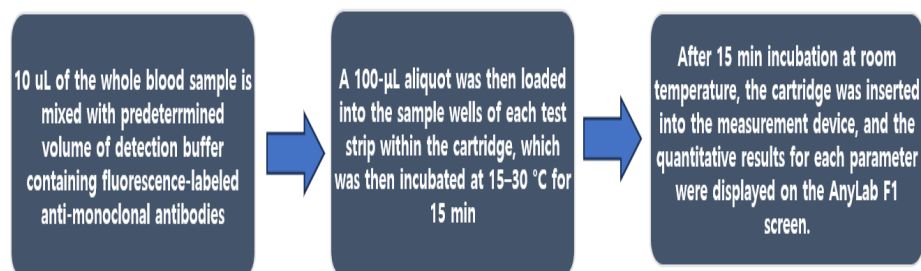 10 uL of the whole blood sample is
mixed with predeterrmined
volume of detection buffer
containing fluorescence-labeled
anti-monoclonal antibodies
A 100-μL aliquot was then loaded
into the sample wells of each test
strip within the cartridge, which
was then incubated at 15–30 °C for
15 min
After 15 min incubation at room
temperature, the cartridge was inserted
into the measurement device, and the
quantitative results for each parameter
were displayed on the AnyLab F1
screen.